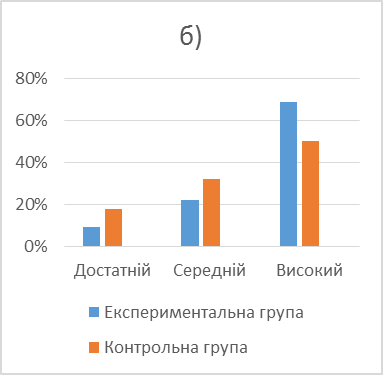 б)
80%
60%
40%
20%
0%
Достатній Середній Високий
Експериментальна група
Контрольна група